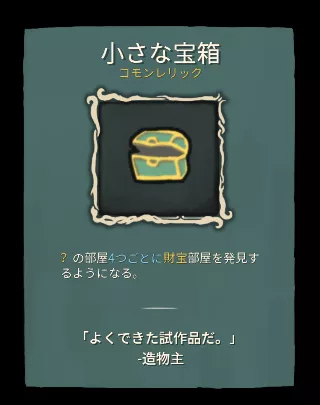 小さな宝箱
コモンレリック
？の部屋4つごとに財宝部屋を発見す
るようになる。
「よくできた試作品だ。」
-造物主